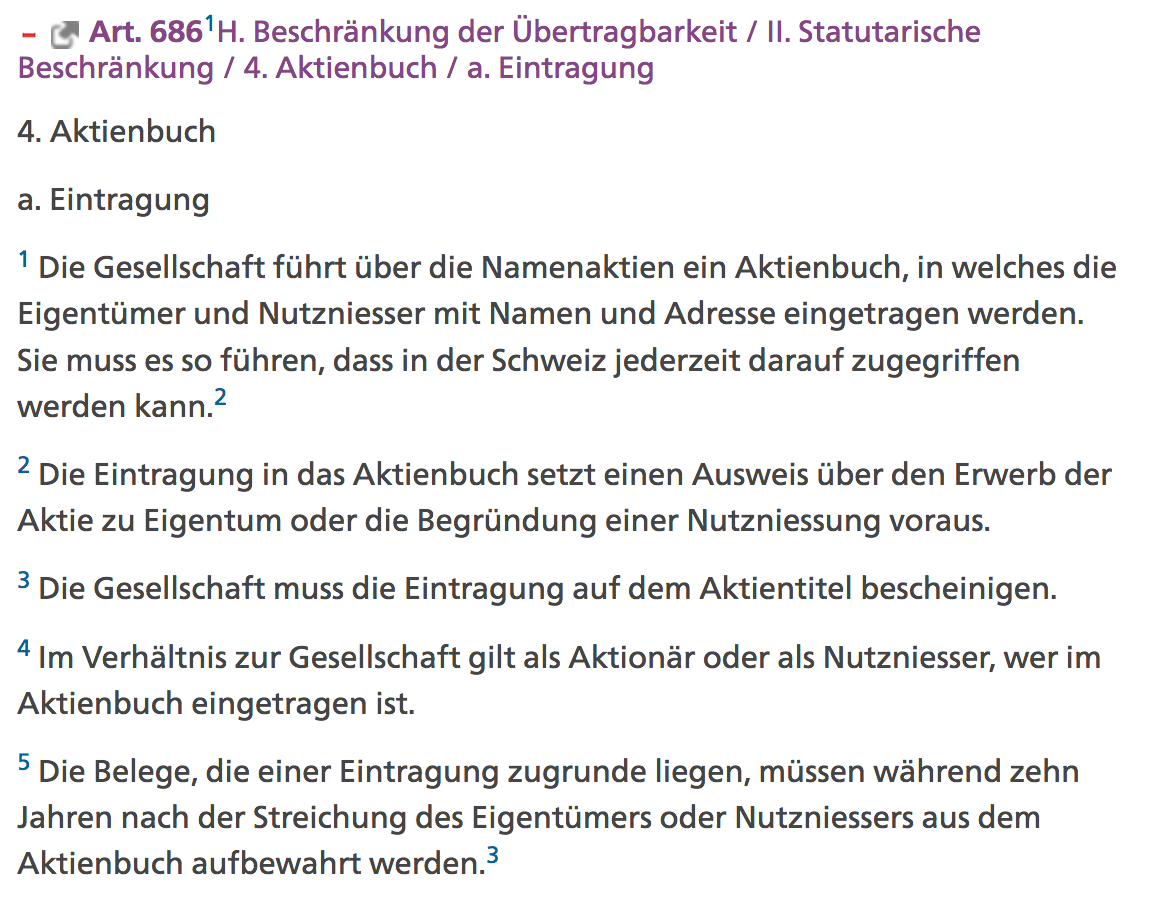 – Art. 686¹H. Beschränkung der Übertragbarkeit / II. Statutarische
Beschränkung / 4. Aktienbuch / a. Eintragung
4. Aktienbuch
a. Eintragung
¹ Die Gesellschaft führt über die Namenaktien ein Aktienbuch, in welches die
Eigentümer und Nutzniesser mit Namen und Adresse eingetragen werden.
Sie muss es so führen, dass in der Schweiz jederzeit darauf zugegriffen
werden kann.²
² Die Eintragung in das Aktienbuch setzt einen Ausweis über den Erwerb der
Aktie zu Eigentum oder die Begründung einer Nutzniessung voraus.
³ Die Gesellschaft muss die Eintragung auf dem Aktientitel bescheinigen.
⁴ Im Verhältnis zur Gesellschaft gilt als Aktionär oder als Nutzniesser, wer im
Aktienbuch eingetragen ist.
⁵ Die Belege, die einer Eintragung zugrunde liegen, müssen während zehn
Jahren nach der Streichung des Eigentümers oder Nutzniessers aus dem
Aktienbuch aufbewahrt werden.³